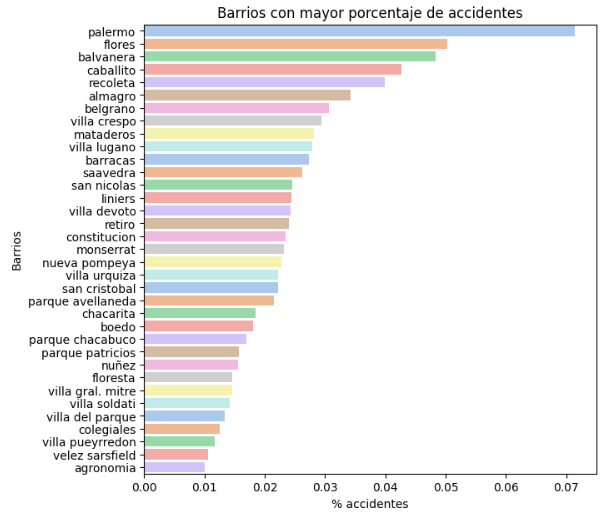 Barrios con mayor porcentaje de accidentes
palermo
flores
balvanera
caballito
recoleta
almagro
belgrano
villa crespo
mataderos
villa lugano
barracas
saavedra
san nicolas
liniers
villa devoto
retiro
constitucion
monserrat
nueva pompeya
villa urquiza
san cristobal
parque avellaneda
chacarita
boedo
parque chacabuco
parque patricios
nuñez
floresta
villa gral. mitre
villa soldati
villa del parque
colegiales
villa pueyrredon
velez sarsfield
agronomia
Barrios
0.00 0.01 0.02 0.03 0.04 0.05 0.06 0.07
% accidentes